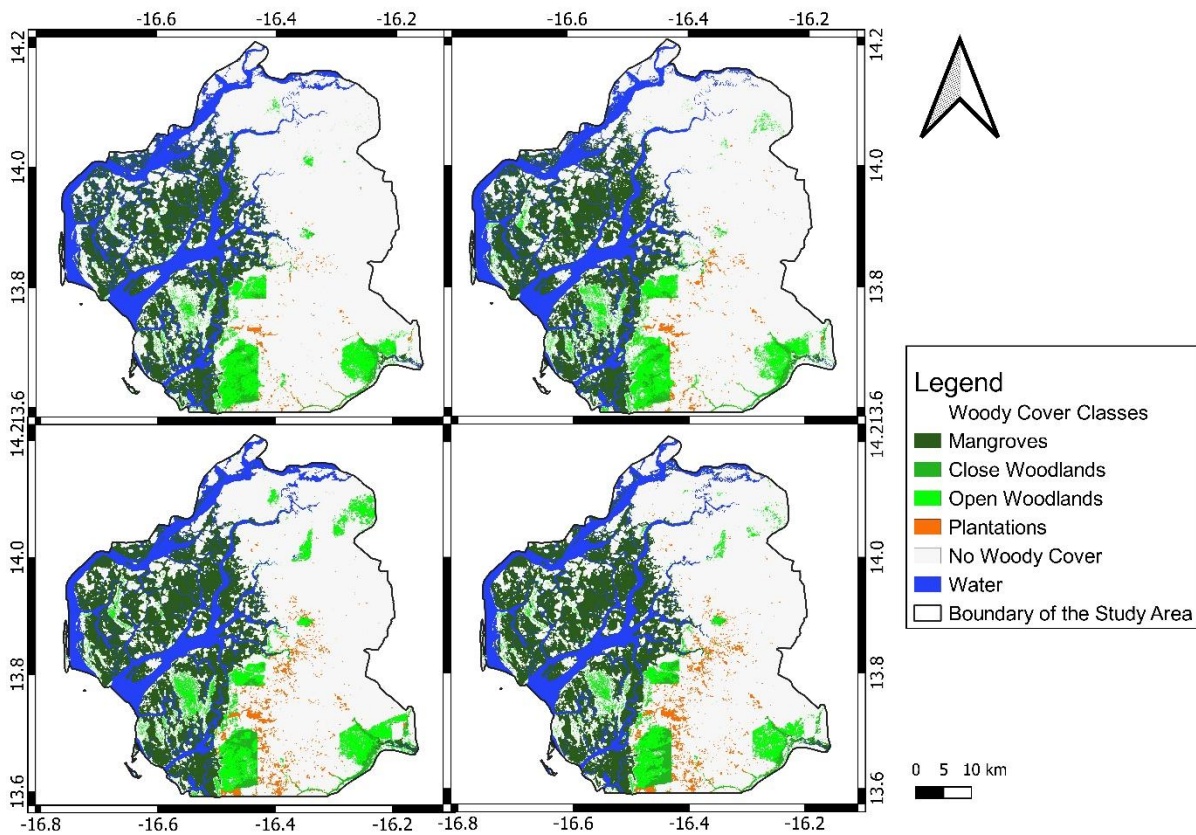 -16.6 -16.4 -16.2 -16.6 -16.4 -16.2
14.2
14.0
13.8
14.0
13.8
13.6
14.2
14.213.6
14.0
13.8
13.6
14.0
13.8
13.6
-16.8 -16.6 -16.4 -16.2 -16.8 -16.6 -16.4 -16.2
Legend
Woody Cover Classes
Mangroves
Close Woodlands
Open Woodlands
Plantations
No Woody Cover
Water
Boundary of the Study Area
0 5 10 km